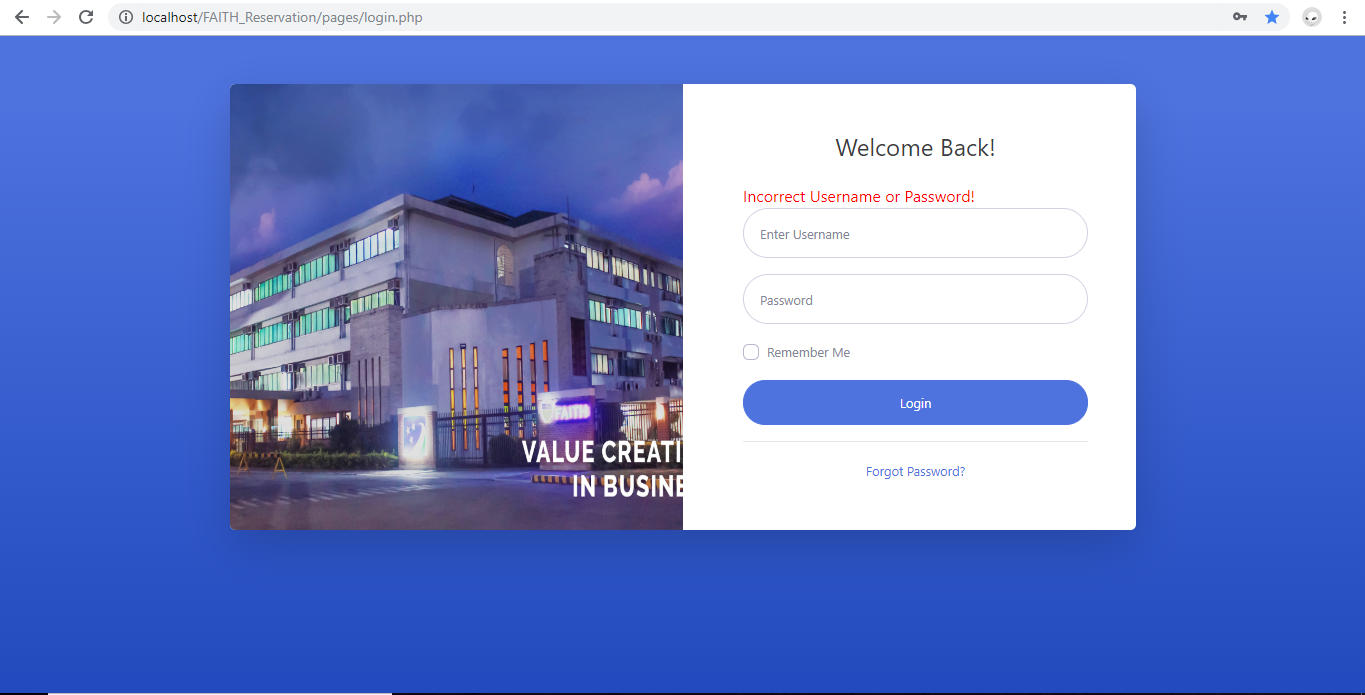 localhost/FAITH_Reservation/pages/login.php
Welcome Back!
Incorrect Username or Password!
Enter Username
Password
Remember Me
Login
Forgot Password?
FAITH
VALUE CREATI
IN BUSINE